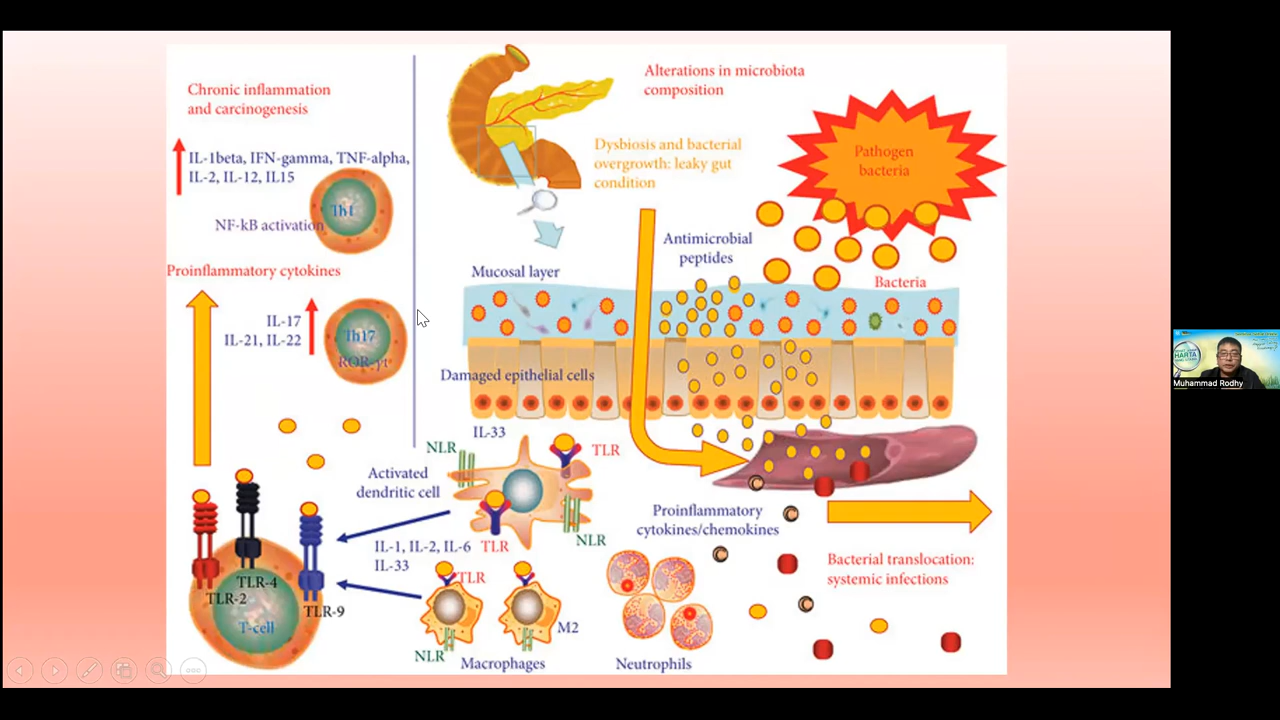 Chronic inflammation
and carcinogenesis
IL-1beta, IFN-gamma, TNF-alpha,
IL-2, IL-12, IL15
Th1
NF-kB activation
Proinflammatory cytokines
IL-17
IL-21, IL-22
Th17
ROR-γt
Alterations in microbiota
composition
Dysbiosis and bacterial
overgrowth: leaky gut
condition
Pathogen
bacteria
Antimicrobial
peptides
Mucosal layer
Bacteria
Damaged epithelial cells
IL-33
NLR
TLR
Activated
dendritic cell
TLR
NLR
IL-1, IL-2, IL-6
IL-33
Proinflammatory
cytokines/chemokines
Bacterial translocation:
systemic infections
TLR-4
TLR-2
TLR-9
T-cell
TLR
M2
NLR
Macrophages
Neutrophils
HARTA
Muhammad Rodhy